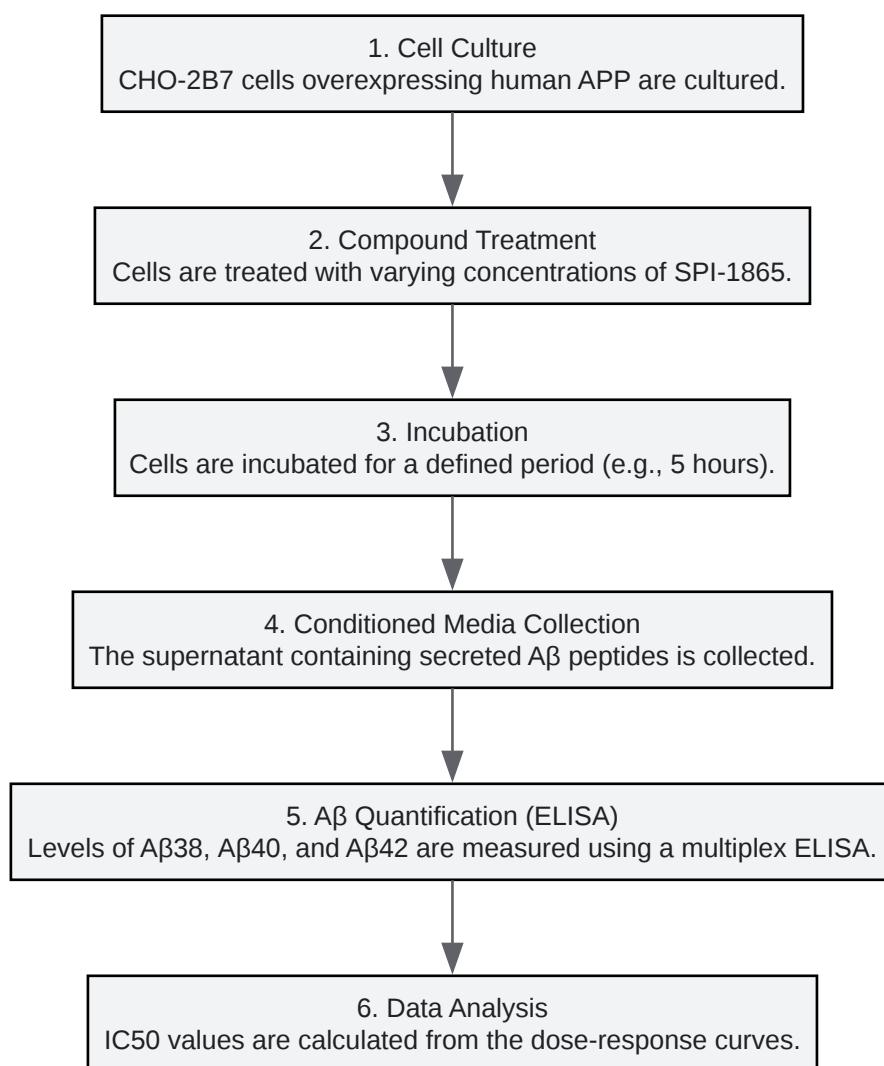 1. Cell Culture
CHO-2B7 cells overexpressing human APP are cultured.
2. Compound Treatment
Cells are treated with varying concentrations of SPI-1865.
3. Incubation
Cells are incubated for a defined period (e.g., 5 hours).
4. Conditioned Media Collection
The supernatant containing secreted Aβ peptides is collected.
5. Aβ Quantification (ELISA)
Levels of Aβ38, Aβ40, and Aβ42 are measured using a multiplex ELISA.
6. Data Analysis
IC50 values are calculated from the dose-response curves.